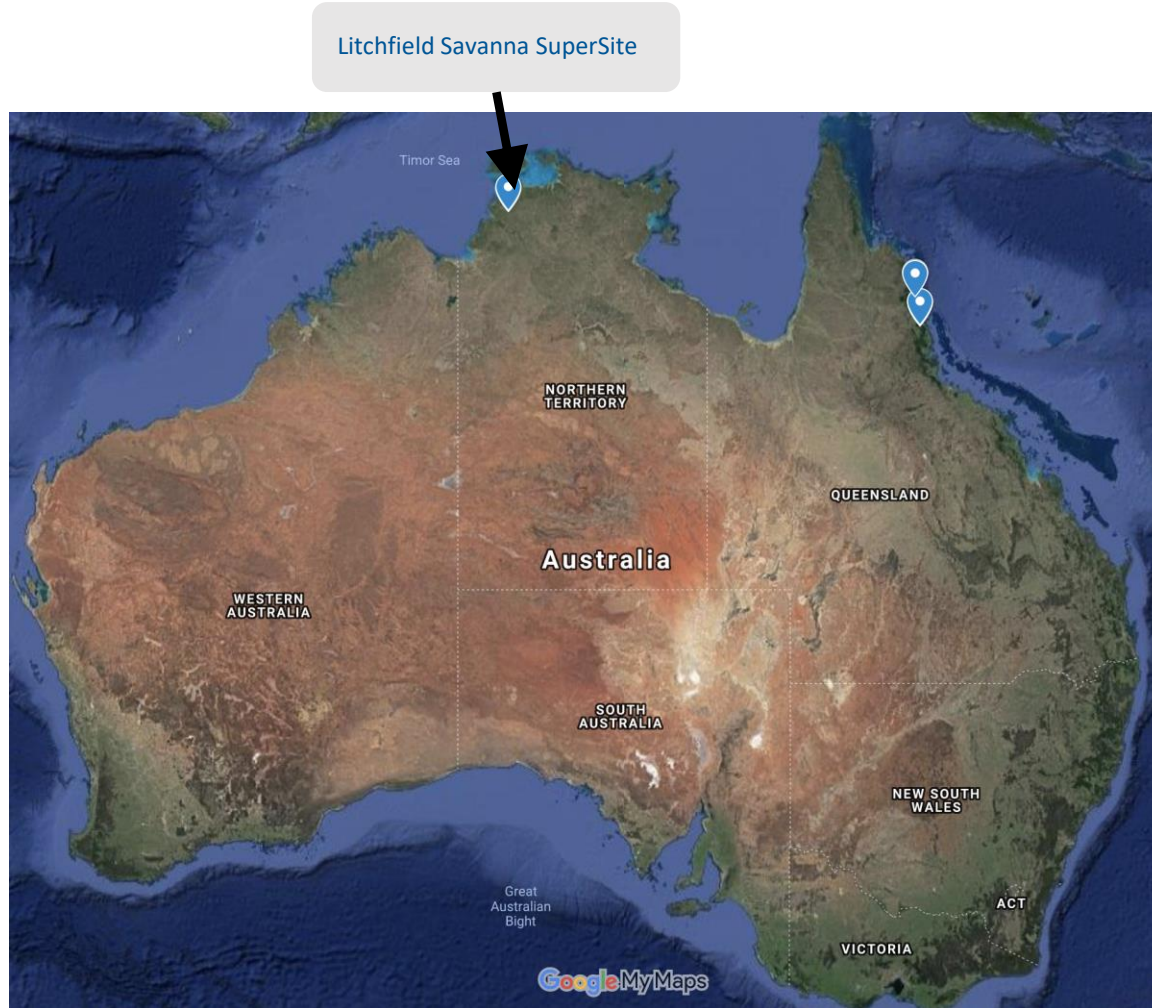 Litchfield Savanna SuperSite
Timor Sea
NORTHERN
TERRITORY
QUEENSLAND
Australia
WESTERN
AUSTRALIA
SOUTH
AUSTRALIA
NEW SOUTH
WALES
Great
Australian
Bight
ACT
VICTORIA
Google My Maps